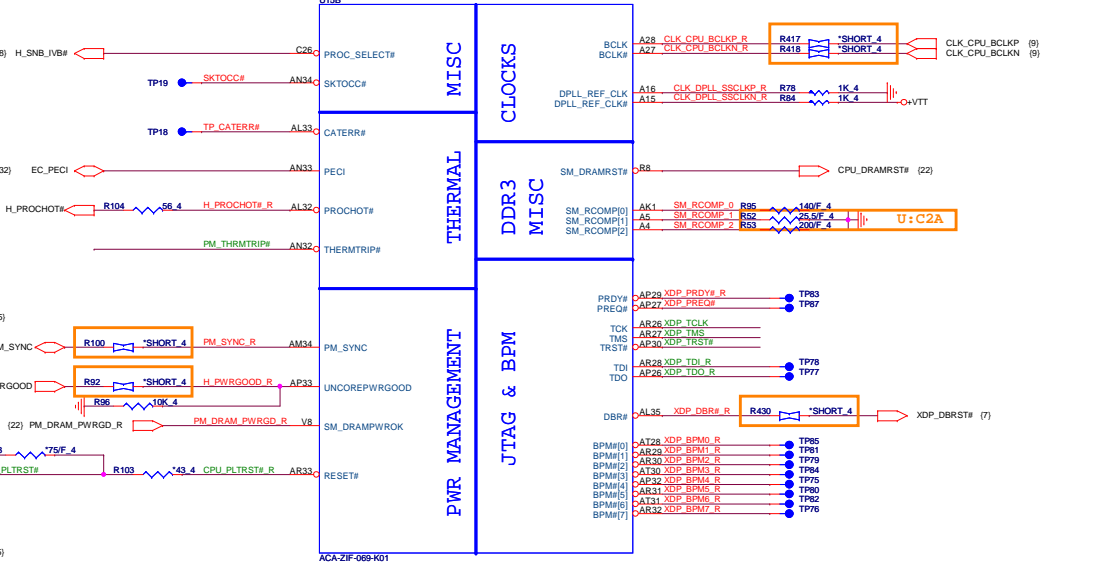 U15B
H_SNB_IVB# C26 PROC_SELECT#
TP19 SKTOCC# AN34 SKTOCC#
MISC
TP18 TP_CATERR# AL33 CATERR#
32} EC_PECI AN33 PECI
H_PROCHOT# R104 56_4 H_PROCHOT#_R AL32 PROCHOT#
PM_THRMTRIP# AN32 THERMTRIP#
THERMAL
M_SYNC R100 *SHORT_4 PM_SYNC_R AM34 PM_SYNC
RGOOD R92 *SHORT_4 H_PWRGOOD_R AP33 UNCOREPWRGOOD
R96 10K_4
{22} PM_DRAM_PWRGD_R PM_DRAM_PWRGD_R V8 SM_DRAMPWROK
*75/F_4
PLTRST# R103 *43_4 CPU_PLTRST#_R AR33 RESET#
PWR MANAGEMENT
ACA-ZIF-069-K01
CLOCKS
BCLK A28 CLK_CPU_BCLKP_R R417 *SHORT_4 CLK_CPU_BCLKP {9}
BCLK# A27 CLK_CPU_BCLKN_R R418 *SHORT_4 CLK_CPU_BCLKN {9}
DPLL_REF_CLK A16 CLK_DPLL_SSCLKP_R R78 1K_4
DPLL_REF_CLK# A15 CLK_DPLL_SSCLKN_R R84 1K_4 +VTT
DDR3
MISC
SM_DRAMRST# R8 CPU_DRAMRST# {22}
SM_RCOMP[0] AK1 SM_RCOMP_0 R95 140/F_4
SM_RCOMP[1] A5 SM_RCOMP_1 R52 25.5/F_4
SM_RCOMP[2] A4 SM_RCOMP_2 R53 200/F_4
U:C2A
JTAG & BPM
PRDY# AP29 XDP_PRDY#_R TP83
PREQ# AP27 XDP_PREQ# TP87
TCK AR26 XDP_TCLK
TMS AR27 XDP_TMS
TRST# AP30 XDP_TRST#
TDI AR28 XDP_TDI_R TP78
TDO AP26 XDP_TDO_R TP77
DBR# AL35 XDP_DBR#_R R430 *SHORT_4 XDP_DBRST# {7}
BPM#[0] AT28 XDP_BPM0_R TP85
BPM#[1] AR29 XDP_BPM1_R TP81
BPM#[2] AR30 XDP_BPM2_R TP79
BPM#[3] AT30 XDP_BPM3_R TP84
BPM#[4] AP32 XDP_BPM4_R TP75
BPM#[5] AR31 XDP_BPM5_R TP80
BPM#[6] AT31 XDP_BPM6_R TP82
BPM#[7] AR32 XDP_BPM7_R TP76